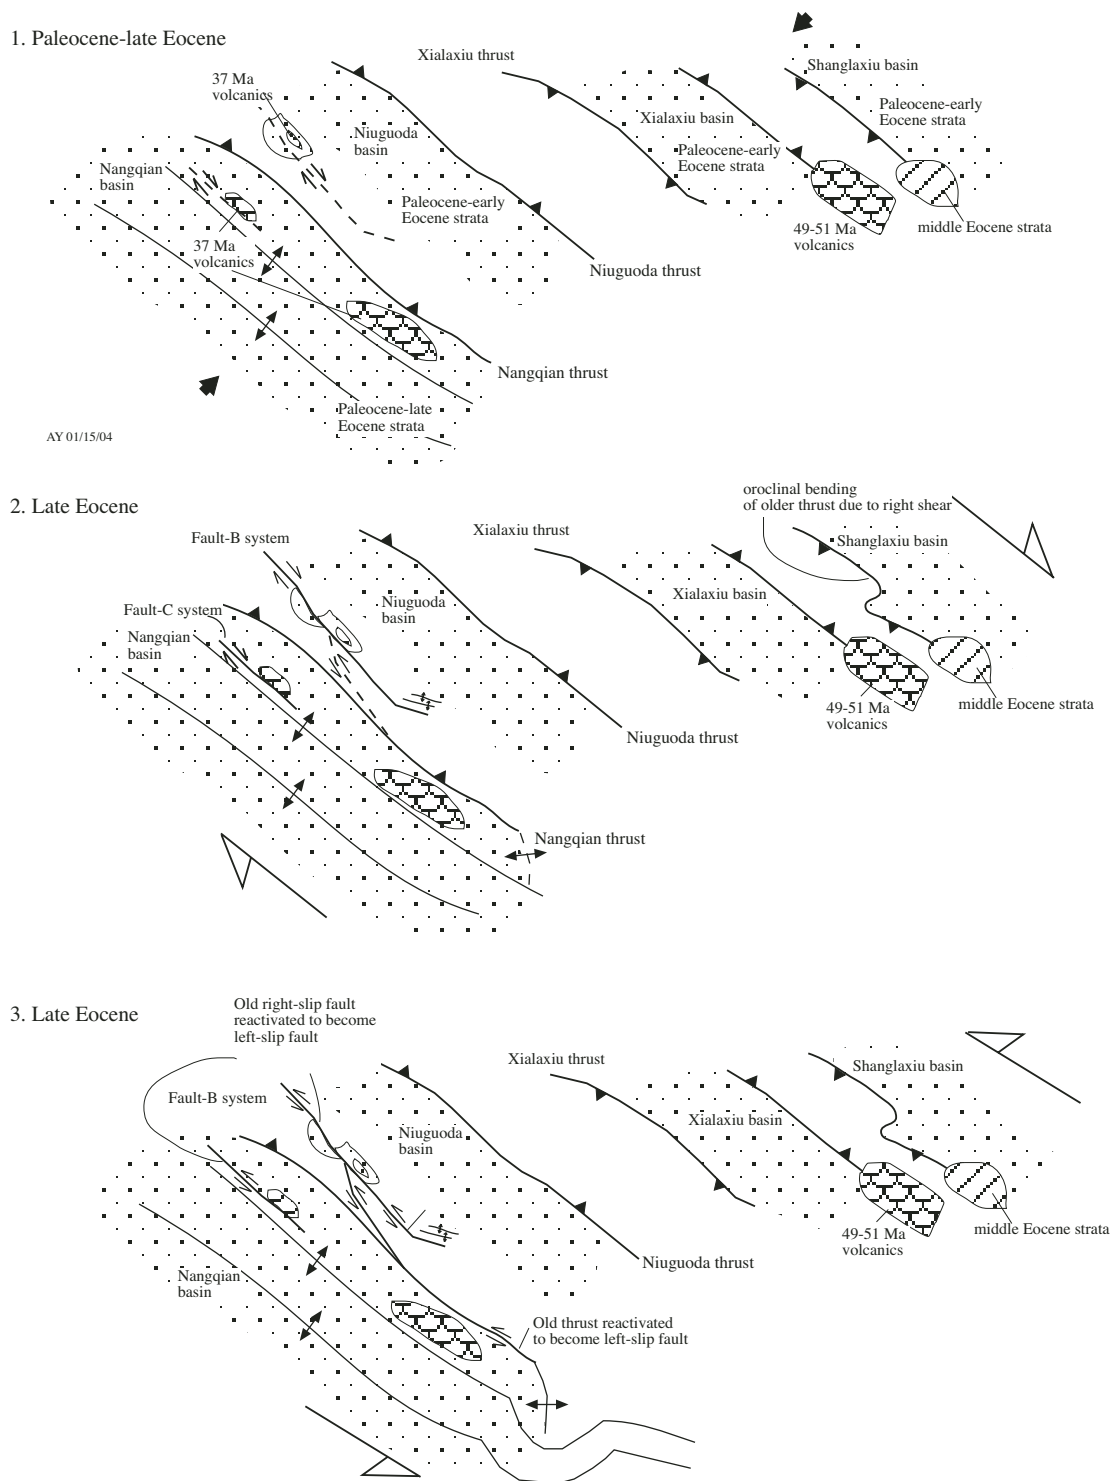 1. Paleocene-late Eocene
37 Ma
volcanics
Xialaxiu thrust
Shanglaxiu basin
Paleocene-early
Eocene strata
Niuguoda
basin
Xialaxiu basin
Paleocene-early
Eocene strata
Nangqian
basin
Paleocene-early
Eocene strata
49-51 Ma
volcanics
middle Eocene strata
37 Ma
volcanics
Niuguoda thrust
Nangqian thrust
Paleocene-late
Eocene strata
AY 01/15/04
2. Late Eocene
oroclinal bending
of older thrust due to right shear
Fault-B system
Xialaxiu thrust
Shanglaxiu basin
Fault-C system
Niuguoda
basin
Xialaxiu basin
Nangqian
basin
49-51 Ma
volcanics
middle Eocene strata
Niuguoda thrust
Nangqian thrust
3. Late Eocene
Old right-slip fault
reactivated to become
left-slip fault
Xialaxiu thrust
Shanglaxiu basin
Fault-B system
Niuguoda
basin
Xialaxiu basin
49-51 Ma
volcanics
middle Eocene strata
Nangqian
basin
Niuguoda thrust
Old thrust reactivated
to become left-slip fault